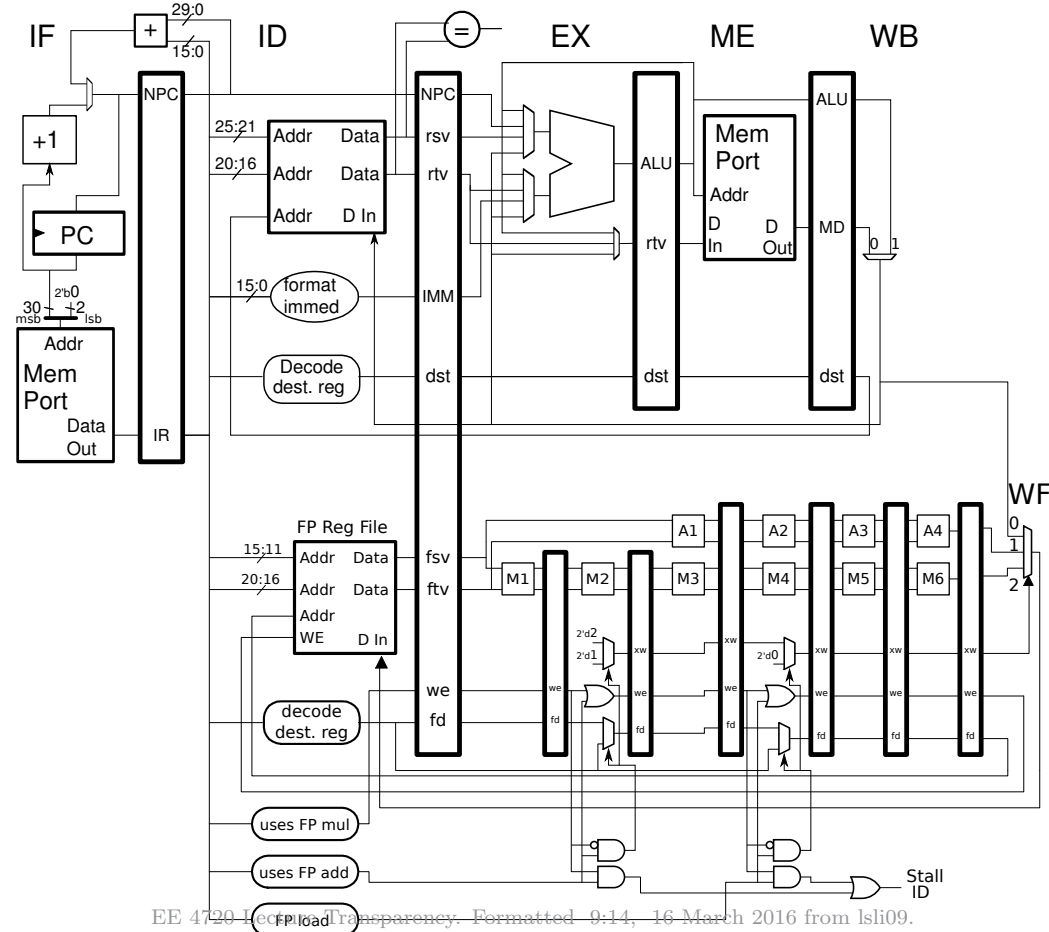 IF
29:0
+
15:0
ID
=
EX
ME
WB
NPC
NPC
ALU
+1
25:21
Addr
Data
rsv
Mem
Port
20:16
Addr
Data
rtv
ALU
Addr
Addr
D In
PC
D
In
D
Out
rtv
MD
0 1
15:0
format
immed
IMM
2'b0
30
2
msb
lsb
Addr
Mem
Port
Data
Out
Decode
dest. reg
dst
dst
dst
IR
WF
FP Reg File
0
1
2
A1
A2
A3
A4
15:11
Addr
Data
fsv
20:16
Addr
Data
ftv
M1
M2
M3
M4
M5
M6
Addr
WE
D In
2'd2
2'd1
xw
xw
2'd0
xw
xw
xw
we
we
we
we
we
we
we
decode
dest. reg
fd
fd
fd
fd
fd
fd
fd
uses FP mul
uses FP add
Stall
ID
FP load
EE 4720 Lecture Transparency. Formatted 9:14, 16 March 2016 from lsli09.